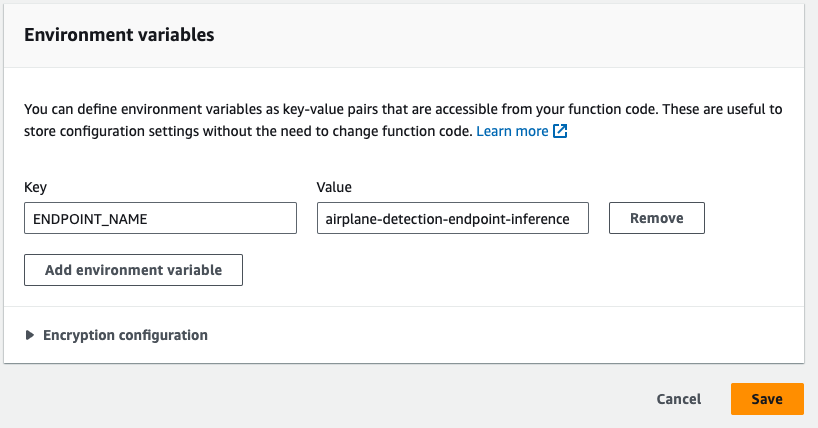 Environment variables
You can define environment variables as key-value pairs that are accessible from your function code. These are useful to
store configuration settings without the need to change function code. Learn more
Key Value
ENDPOINT_NAME airplane-detection-endpoint-inference Remove
Add environment variable
Encryption configuration
Cancel Save